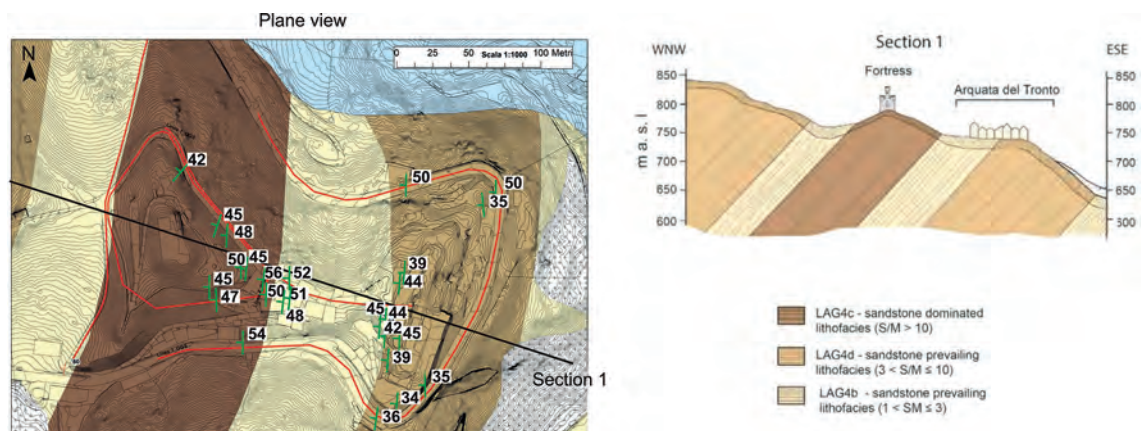 Plane view
N
0 25 50 100 Metri
Scala 1:1000
42
50
50
35
45
48
45
50
39
44
45
47
56
52
50
51
48
45
44
42
45
39
54
35
34
36
Section 1
Section 1
WNW
ESE
Fortress
Arquata del Tronto
m a. s. l
850
800
750
700
650
600
850
800
750
700
650
500
LAG4c - sandstone dominated
lithofacies (S/M > 10)
LAG4d - sandstone prevailing
lithofacies (3 < S/M ≤ 10)
LAG4b - sandstone prevailing
lithofacies (1 < SM ≤ 3)